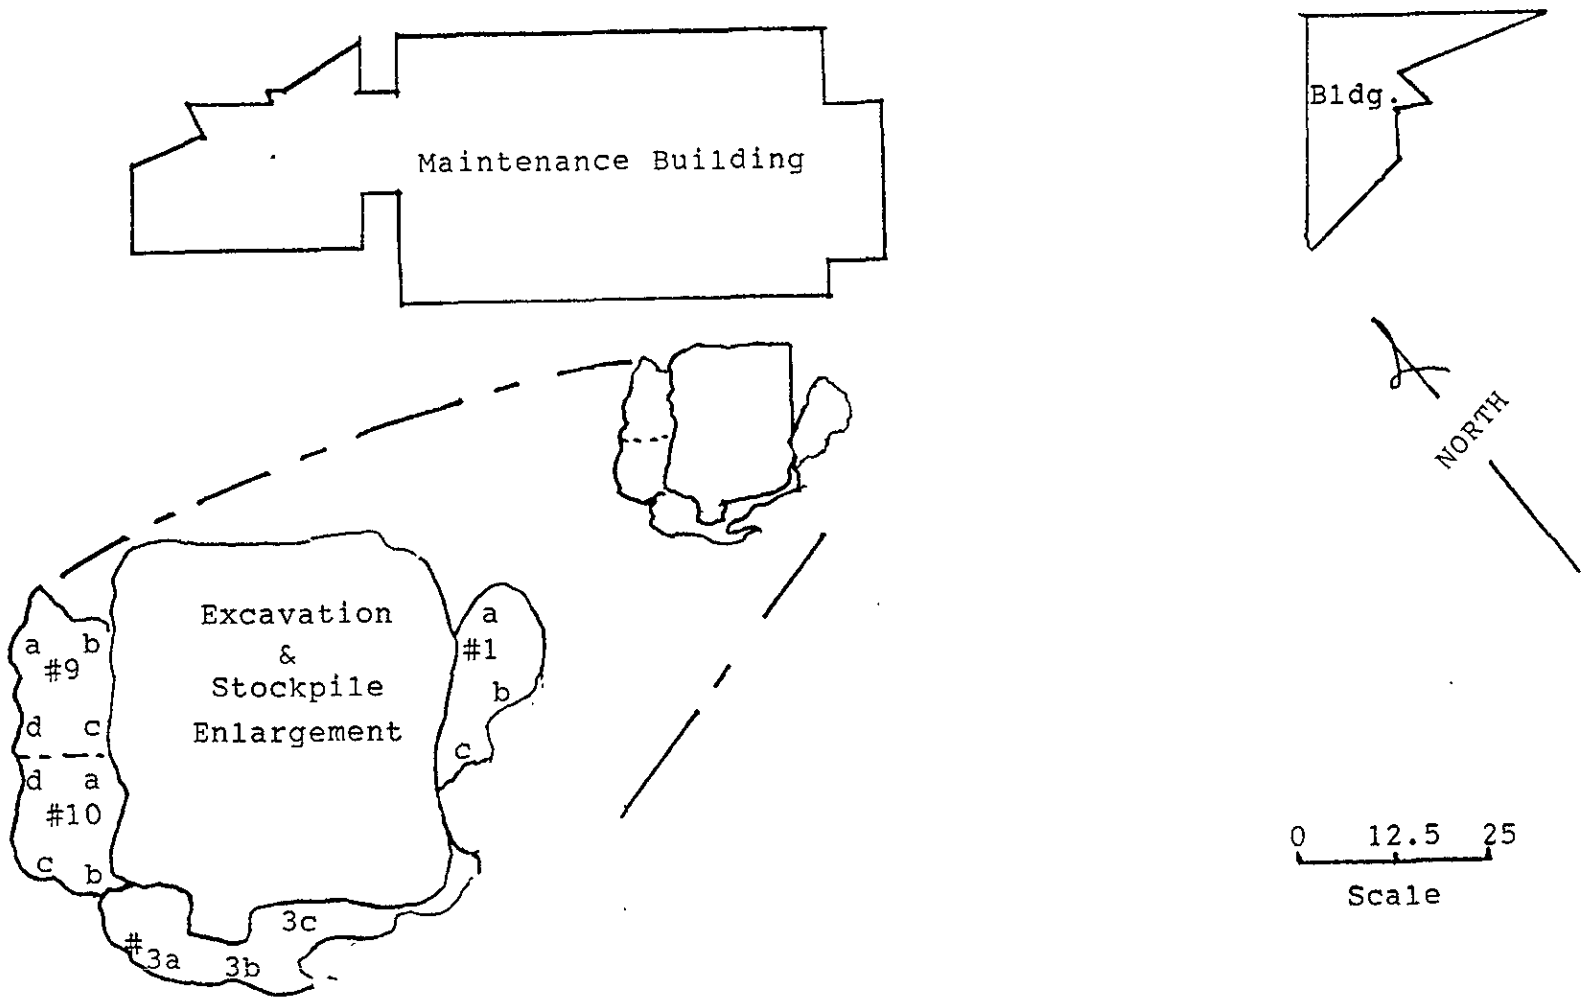 Bldg.
Maintenance Building
NORTH
Excavation
&
Stockpile
Enlargement
a b
#9
d c
d a
#10
c b
a
#1
b
c
3c
#3a 3b
0 12.5 25
Scale